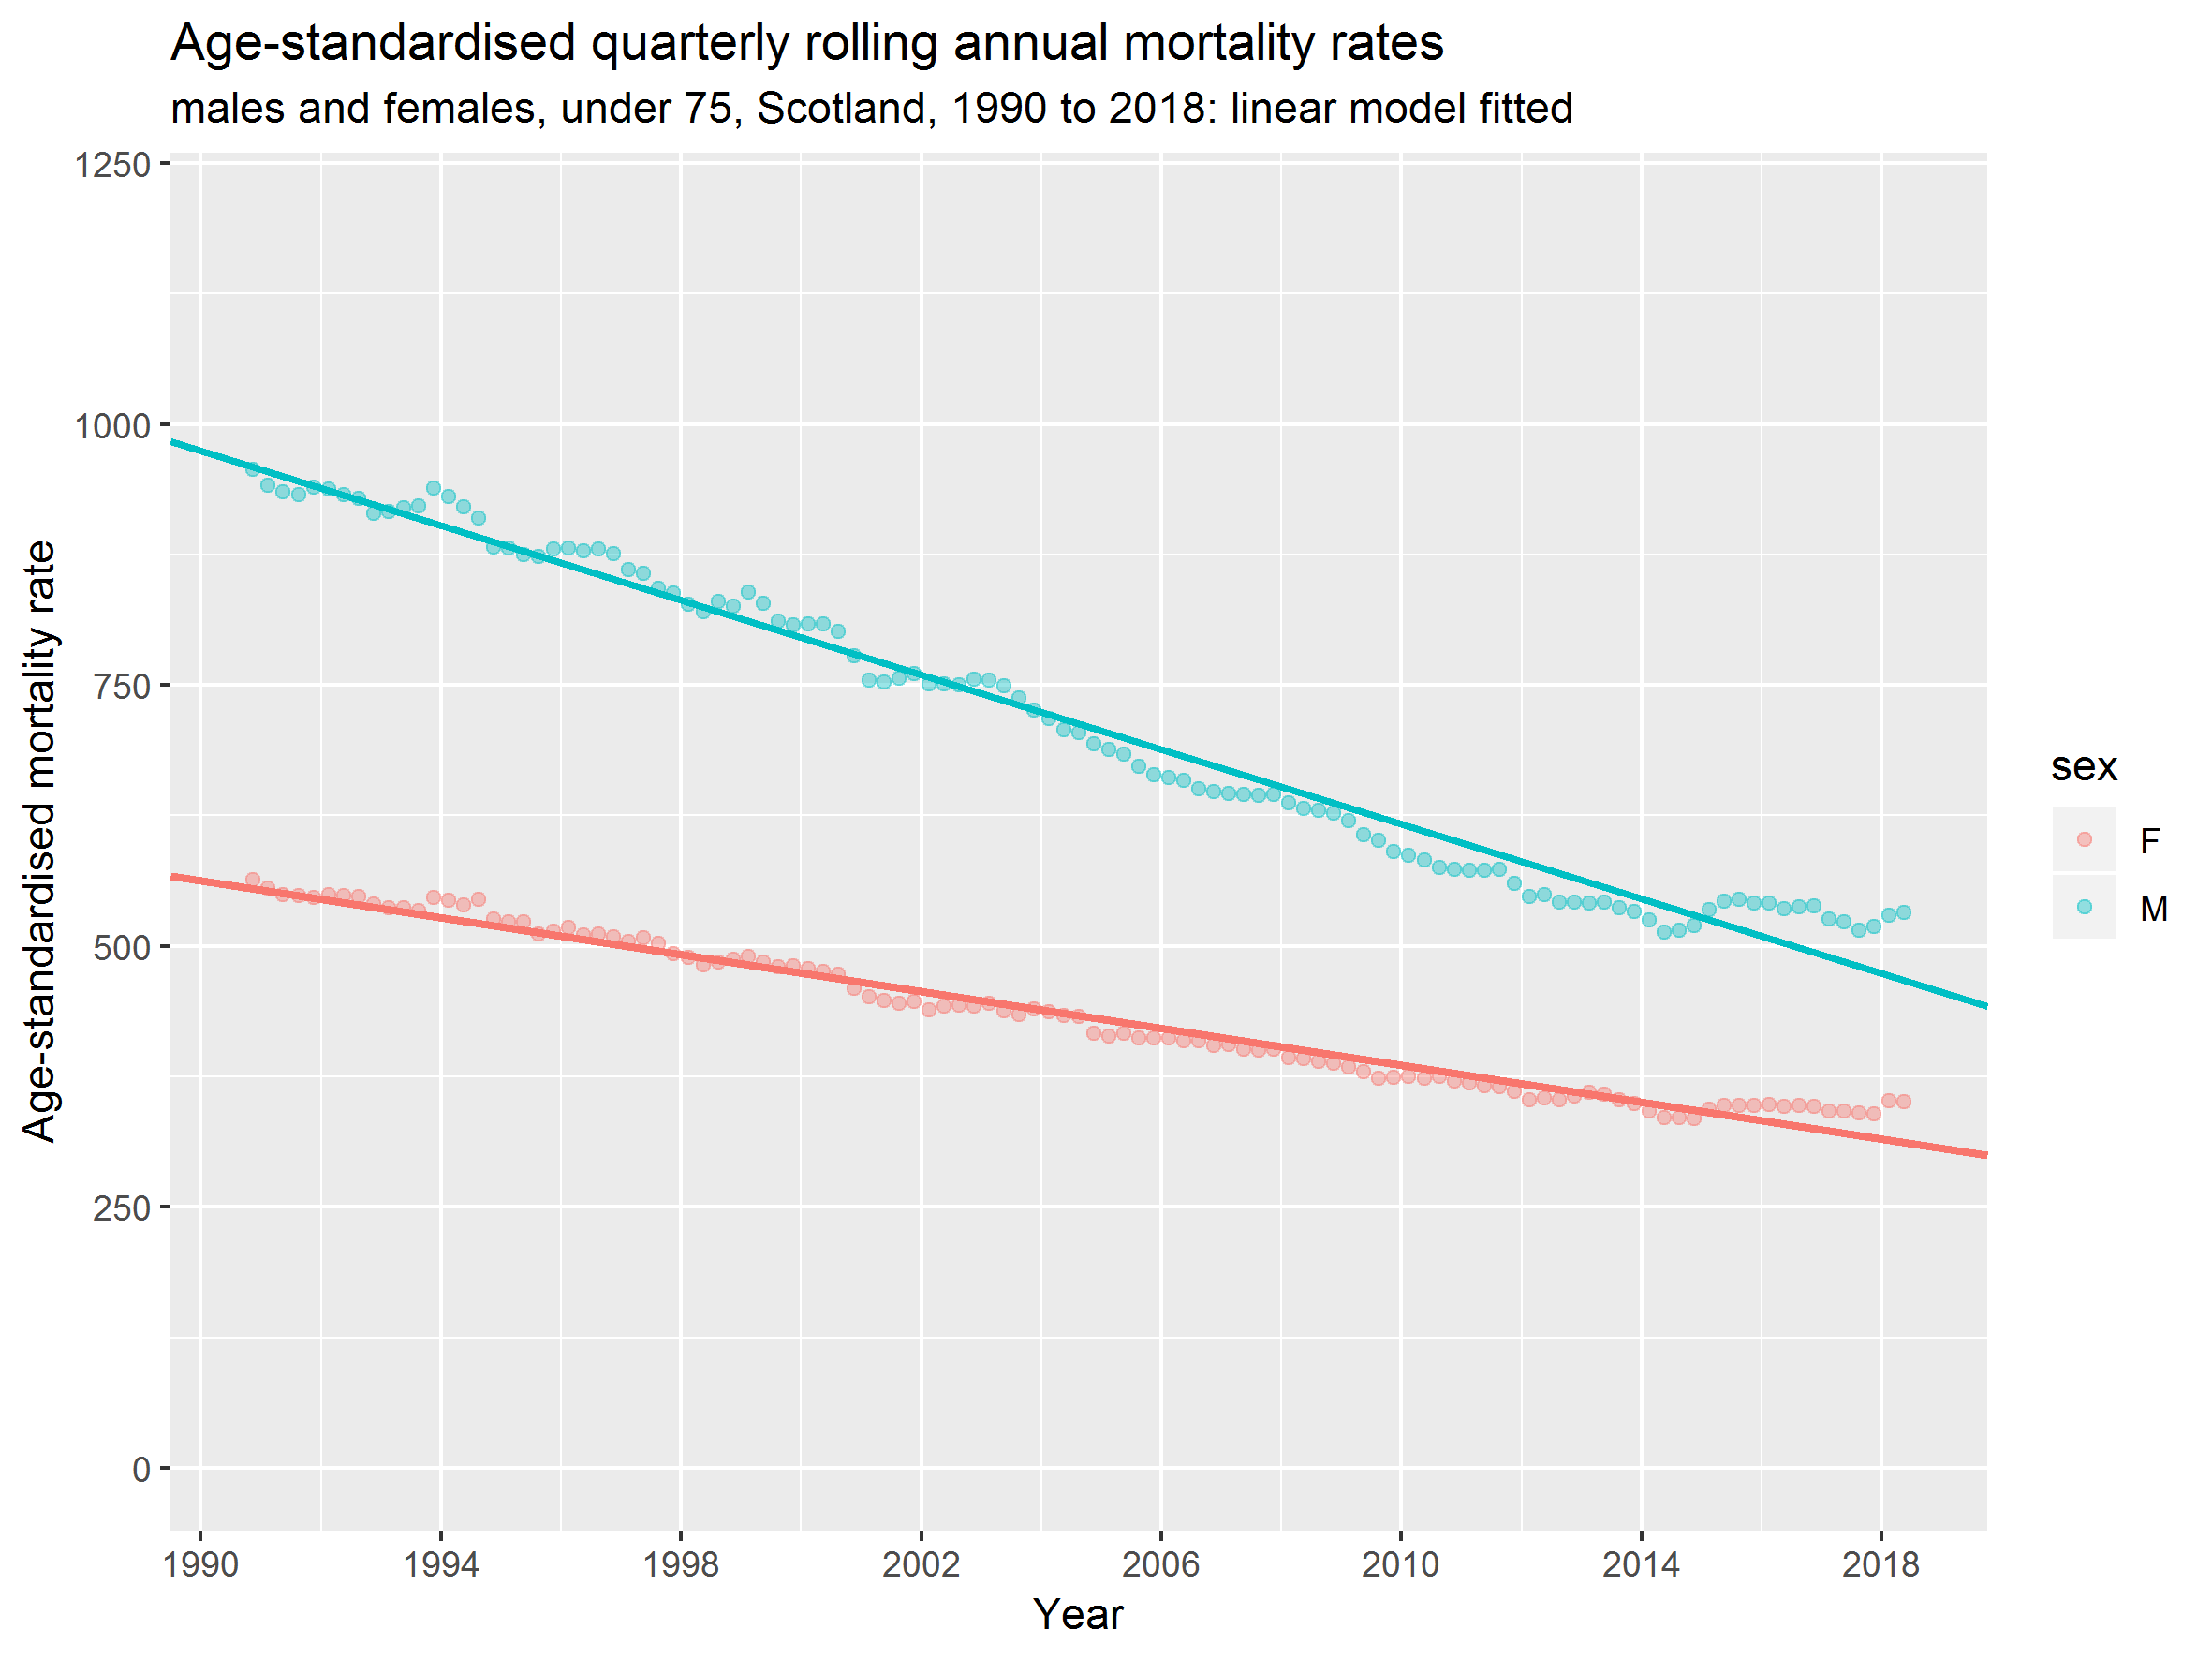 Age-standardised quarterly rolling annual mortality rates
males and females, under 75, Scotland, 1990 to 2018: linear model fitted
Age-standardised mortality rate
1250
1000
750
500
250
0
1990 1994 1998 2002 2006 2010 2014 2018
Year
sex
F
M